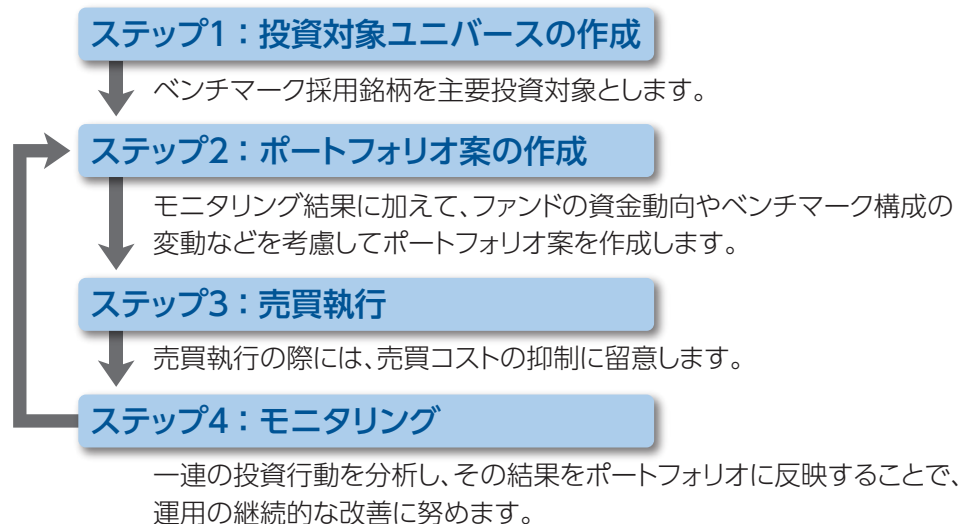 ステップ1：投資対象ユニバースの作成
ベンチマーク採用銘柄を主要投資対象とします。
ステップ2：ポートフォリオ案の作成
モニタリング結果に加えて、ファンドの資金動向やベンチマーク構成の
変動などを考慮してポートフォリオ案を作成します。
ステップ3：売買執行
売買執行の際には、売買コストの抑制に留意します。
ステップ4：モニタリング
一連の投資行動を分析し、その結果をポートフォリオに反映することで、
運用の継続的な改善に努めます。